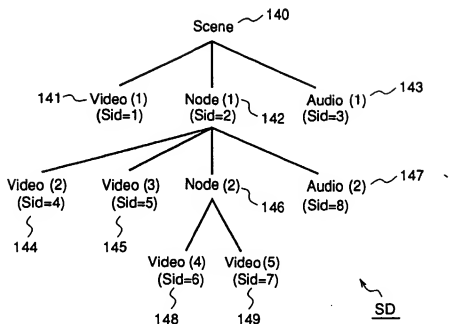 Scene 140
141 Video (1) Node (1) Audio (1) 143
(Sid=1) (Sid=2) 142 (Sid=3)
Video (2) Video (3) Node (2) Audio (2) 147
(Sid=4) (Sid=5) 146 (Sid=8)
144 145
Video (4) Video (5)
(Sid=6) (Sid=7)
148 149 SD